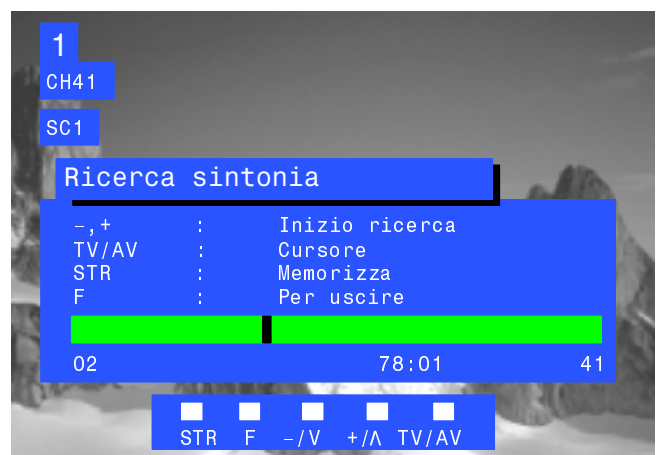 1
CH41
SC1
Ricerca sintonia
–,+ : Inizio ricerca
TV/AV : Cursore
STR : Memorizza
F : Per uscire
02 78:01 41
STR F –/V +/Λ TV/AV